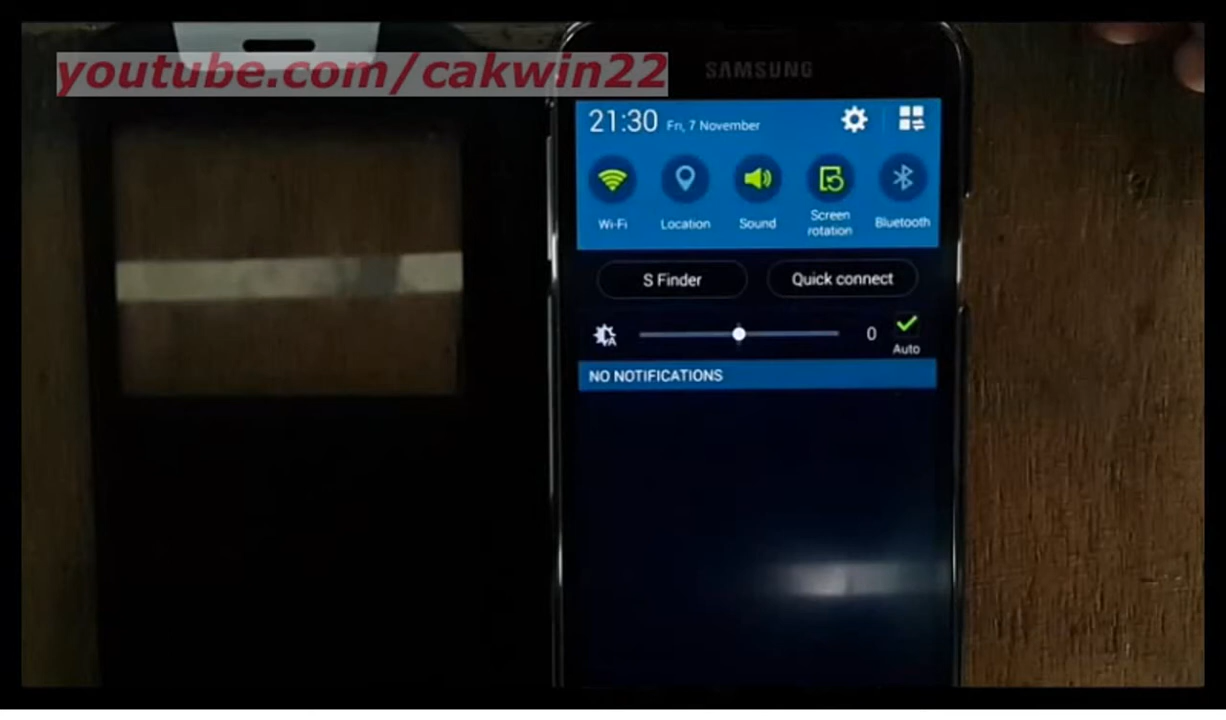 youtube.com/cakwin22
SAMSUNG
21:30 Fri, 7 November
Wi-Fi
Location
Sound
Screen
rotation
Bluetooth
S Finder
Quick connect
0
Auto
NO NOTIFICATIONS